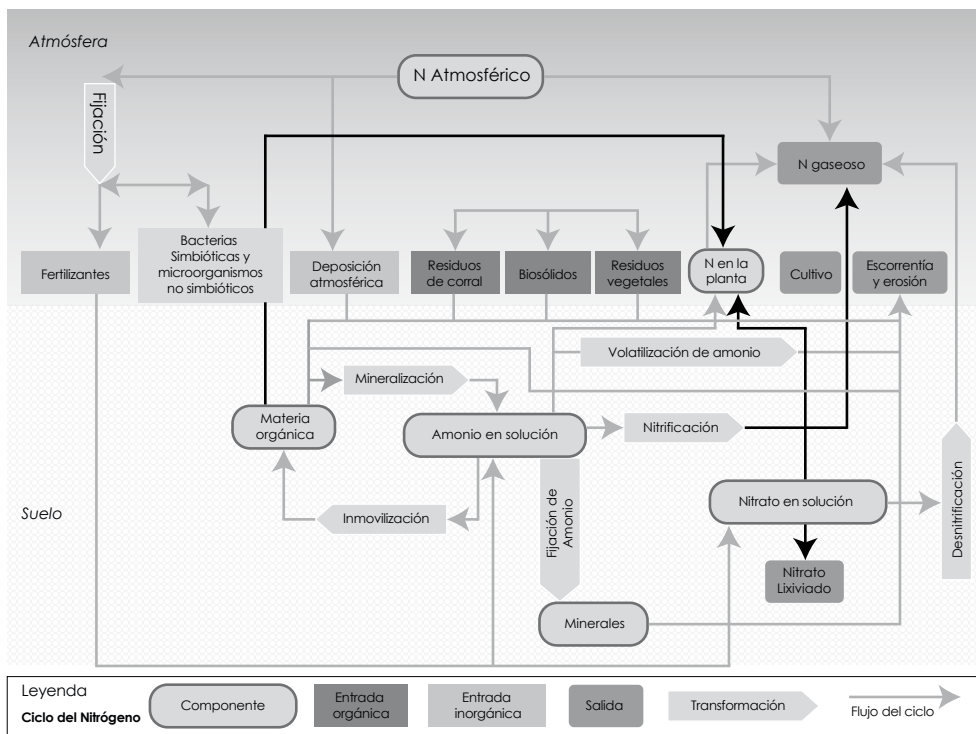 Atmósfera
N Atmosférico
Fijación
N gaseoso
Fertilizantes
Bacterias
Simbióticas y
microorganismos
no simbióticos
Deposición
atmosférica
Residuos
de corral
Biosólidos
Residuos
vegetales
N en la
planta
Cultivo
Escorrentía
y erosión
Volatilización de amonio
Mineralización
Materia
orgánica
Amonio en solución
Nitrificación
Suelo
Inmovilización
Fijación de
Amonio
Nitrato en solución
Desnitrificación
Nitrato
Lixiviado
Minerales
Leyenda
Ciclo del Nitrógeno
Componente
Entrada
orgánica
Entrada
inorgánica
Salida
Transformación
Flujo del ciclo